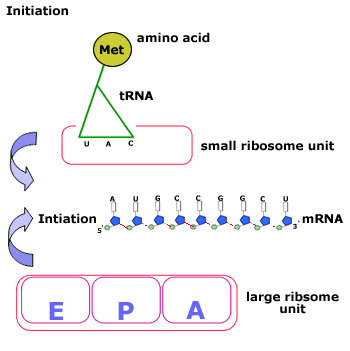 Initiation
amino acid
Met
tRNA
U A C
small ribosome unit
A U G C C G G C U
Intiation
mRNA
5' 3'
large ribsome
unit
E P A